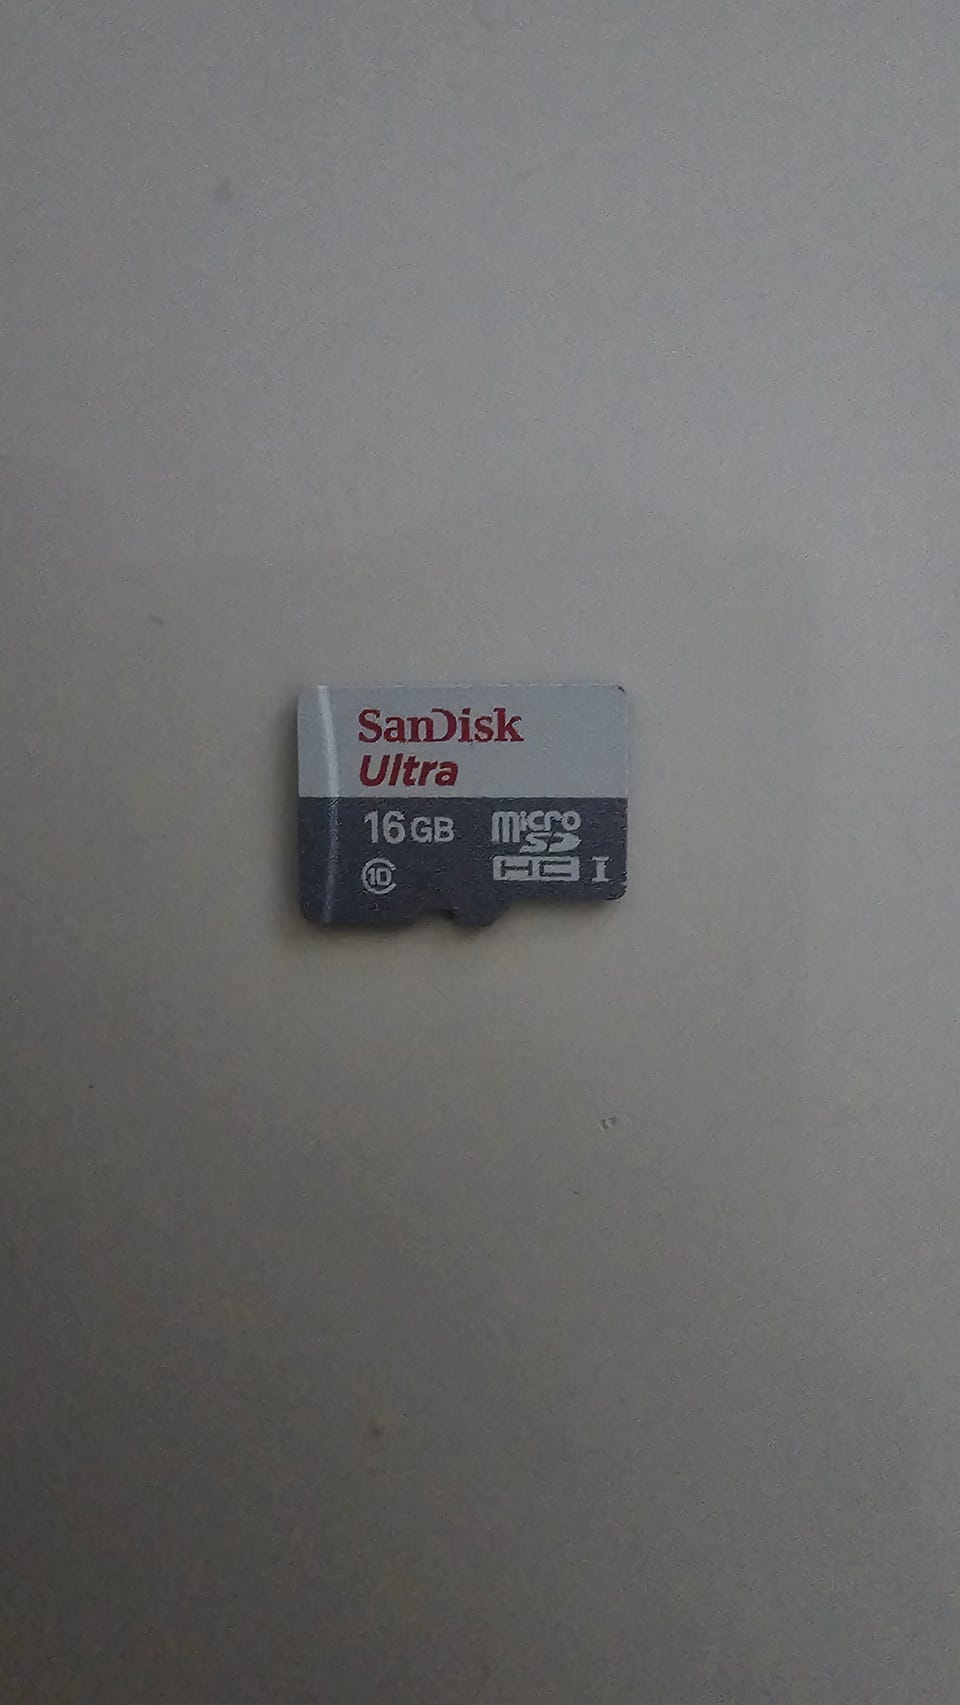 SanDisk
Ultra
16GB
10
micro
SD
HC I